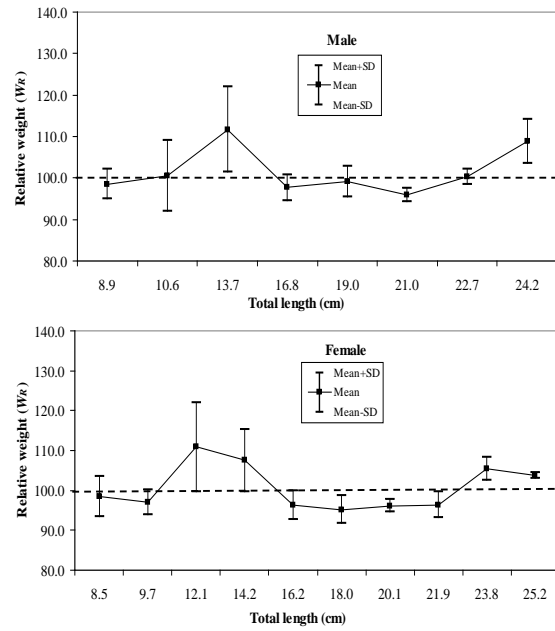 Male
Mean+SD
Mean
Mean-SD
Relative weight (WR)
140.0
130.0
120.0
110.0
100.0
90.0
80.0
8.9 10.6 13.7 16.8 19.0 21.0 22.7 24.2
Total length (cm)
Female
Mean+SD
Mean
Mean-SD
Relative weight (WR)
140.0
130.0
120.0
110.0
100.0
90.0
80.0
8.5 9.7 12.1 14.2 16.2 18.0 20.1 21.9 23.8 25.2
Total length (cm)